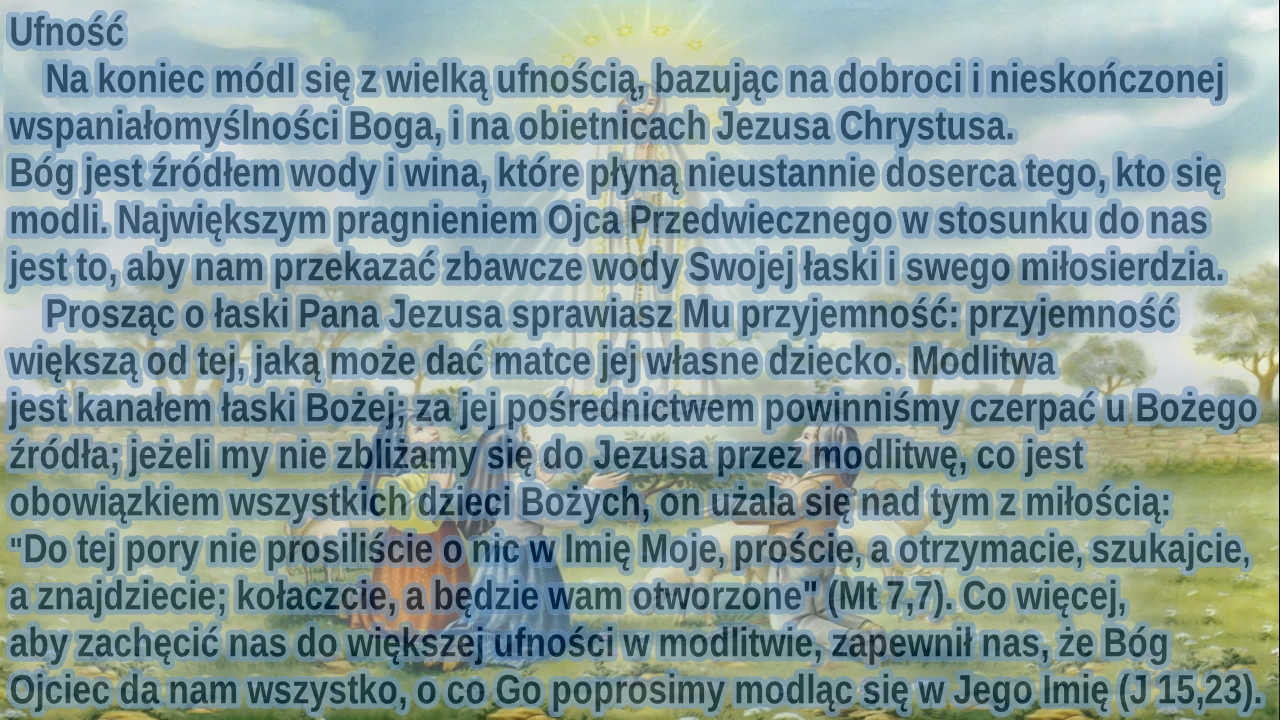 Ufność
Na koniec módl się z wielką ufnością, bazując na dobroci i nieskończonej
wspaniałomyślności Boga, i na obietnicach Jezusa Chrystusa.
Bóg jest źródłem wody i wina, które płyną nieustannie doserca tego, kto się
modli. Największym pragnieniem Ojca Przedwiecznego w stosunku do nas
jest to, aby nam przekazać zbawcze wody Swojej łaski i swego miłosierdzia.
Prosząc o łaski Pana Jezusa sprawiasz Mu przyjemność: przyjemność
większą od tej, jaką może dać matce jej własne dziecko. Modlitwa
jest kanałem łaski Bożej; za jej pośrednictwem powinniśmy czerpać u Bożego
źródła; jeżeli my nie zbliżamy się do Jezusa przez modlitwę, co jest
obowiązkiem wszystkich dzieci Bożych, on użala się nad tym z miłością:
"Do tej pory nie prosiliście o nic w Imię Moje, proście, a otrzymacie, szukajcie,
a znajdziecie; kołaczcie, a będzie wam otworzone" (Mt 7,7). Co więcej,
aby zachęcić nas do większej ufności w modlitwie, zapewnił nas, że Bóg
Ojciec da nam wszystko, o co Go poprosimy modląc się w Jego Imię (J 15,23).